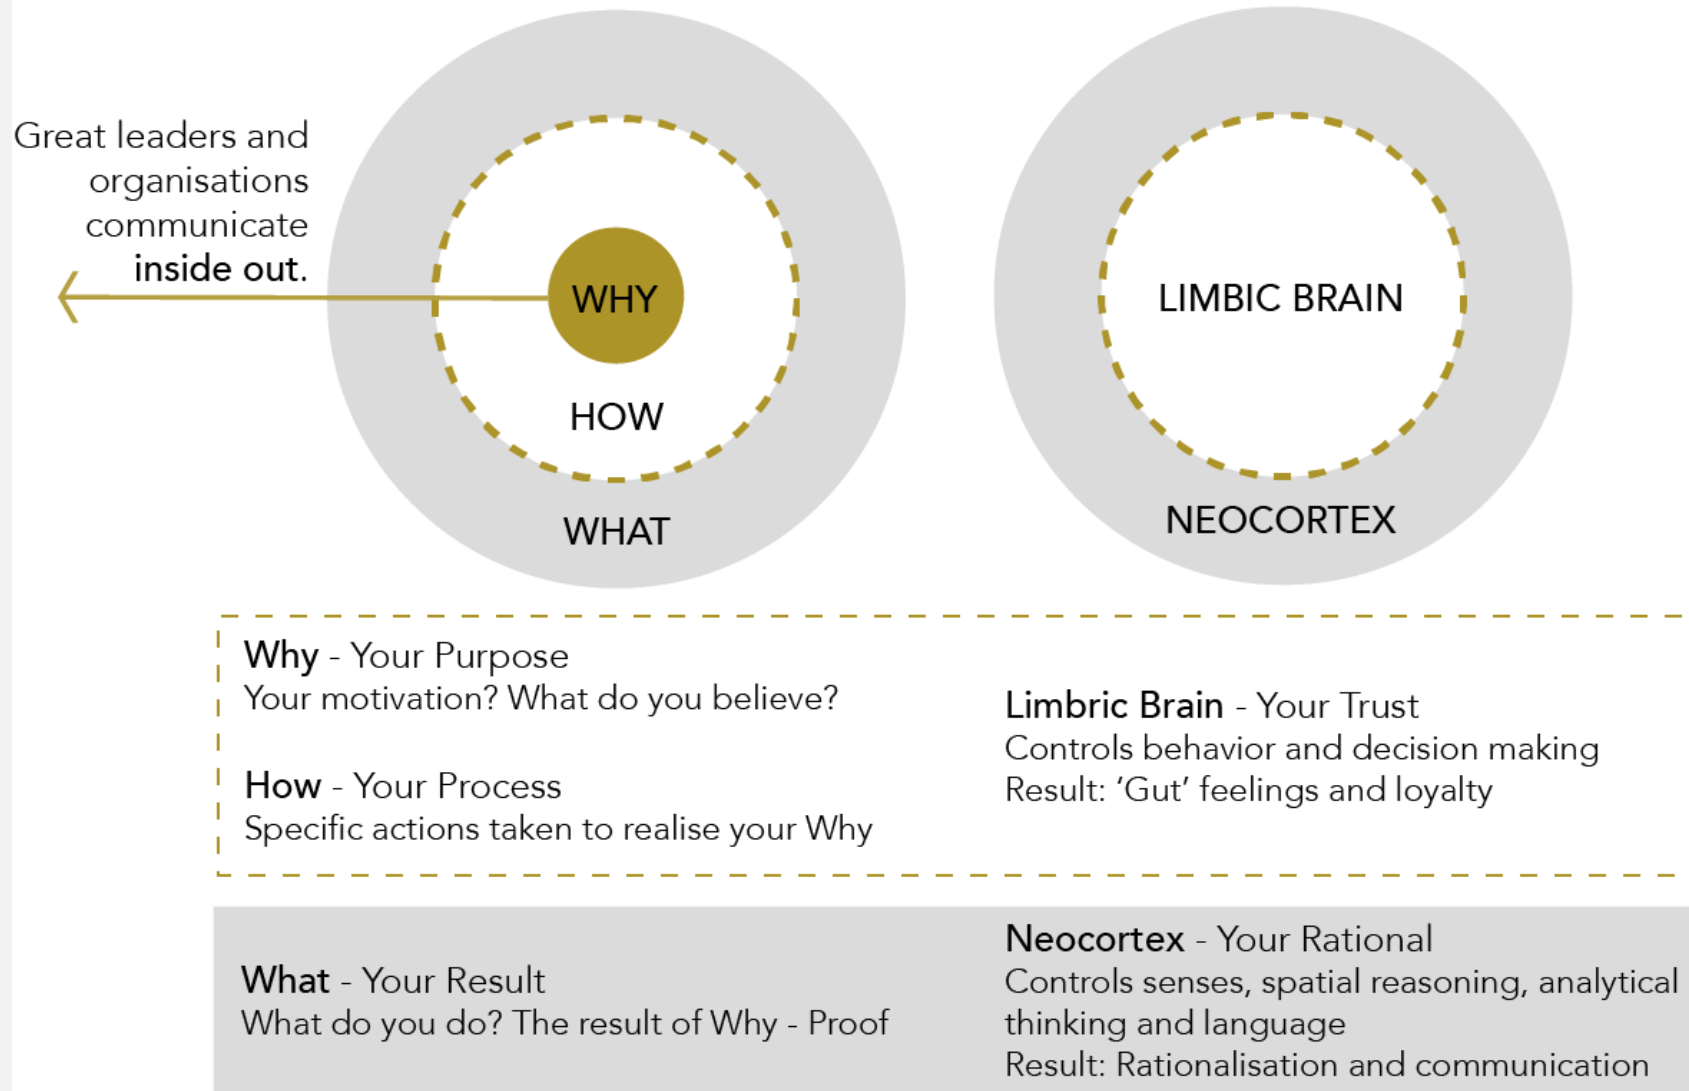 Great leaders and
organisations
communicate
inside out.
WHY
HOW
WHAT
LIMBIC BRAIN
NEOCORTEX
Why - Your Purpose
Your motivation? What do you believe?
How - Your Process
Specific actions taken to realise your Why
Limbric Brain - Your Trust
Controls behavior and decision making
Result: ‘Gut’ feelings and loyalty
What - Your Result
What do you do? The result of Why - Proof
Neocortex - Your Rational
Controls senses, spatial reasoning, analytical
thinking and language
Result: Rationalisation and communication